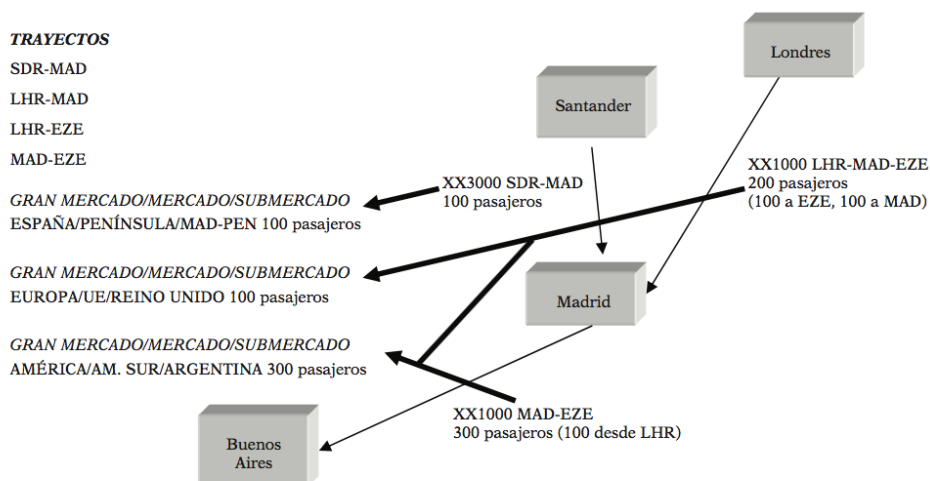 TRAYECTOS
SDR-MAD
LHR-MAD
LHR-EZE
MAD-EZE
GRAN MERCADO/MERCADO/SUBMERCADO
ESPAÑA/PENÍNSULA/MAD-PEN 100 pasajeros
GRAN MERCADO/MERCADO/SUBMERCADO
EUROPA/UE/REINO UNIDO 100 pasajeros
GRAN MERCADO/MERCADO/SUBMERCADO
AMÉRICA/AM. SUR/ARGENTINA 300 pasajeros
Santander
Londres
XX3000 SDR-MAD
100 pasajeros
XX1000 LHR-MAD-EZE
200 pasajeros
(100 a EZE, 100 a MAD)
Madrid
XX1000 MAD-EZE
300 pasajeros (100 desde LHR)
Buenos
Aires